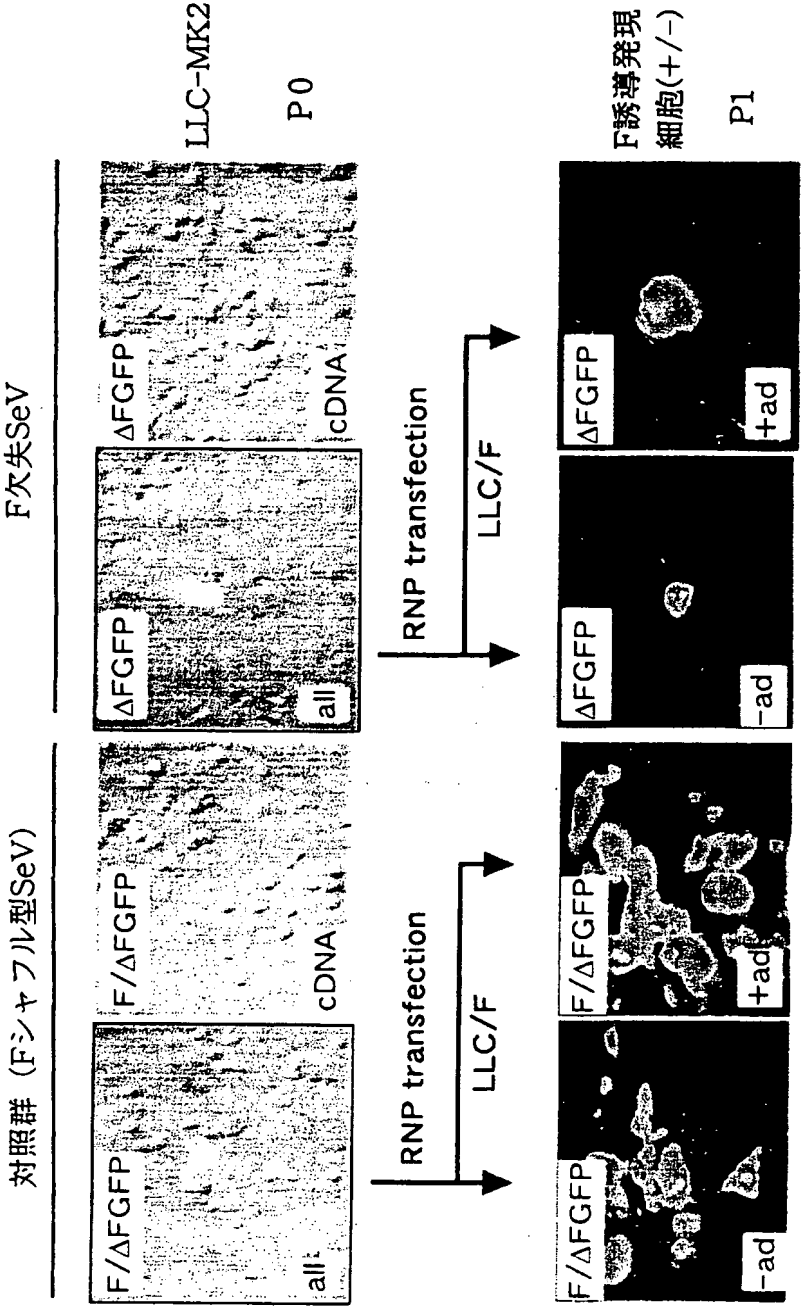 対照群 (Fシャフル型SeV)
F欠失SeV
F/ΔFGFP
all
F/ΔFGFP
cDNA
ΔFGFP
all
ΔFGFP
cDNA
LLC-MK2
P0
RNP transfection
LLC/F
RNP transfection
LLC/F
F/ΔFGFP
-ad
F/ΔFGFP
+ad
ΔFGFP
-ad
ΔFGFP
+ad
F誘導発現
細胞(+/-)
P1